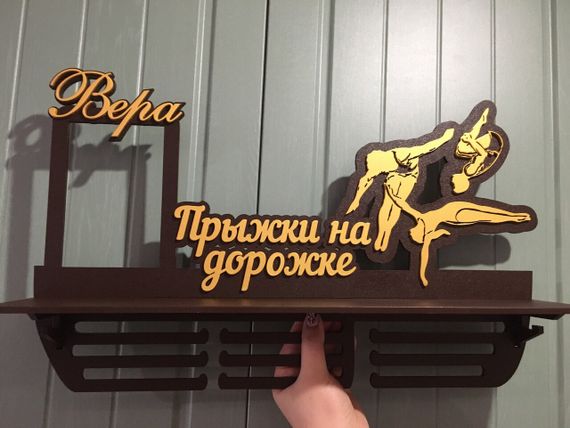 Вера
Прыжки на
дорожке